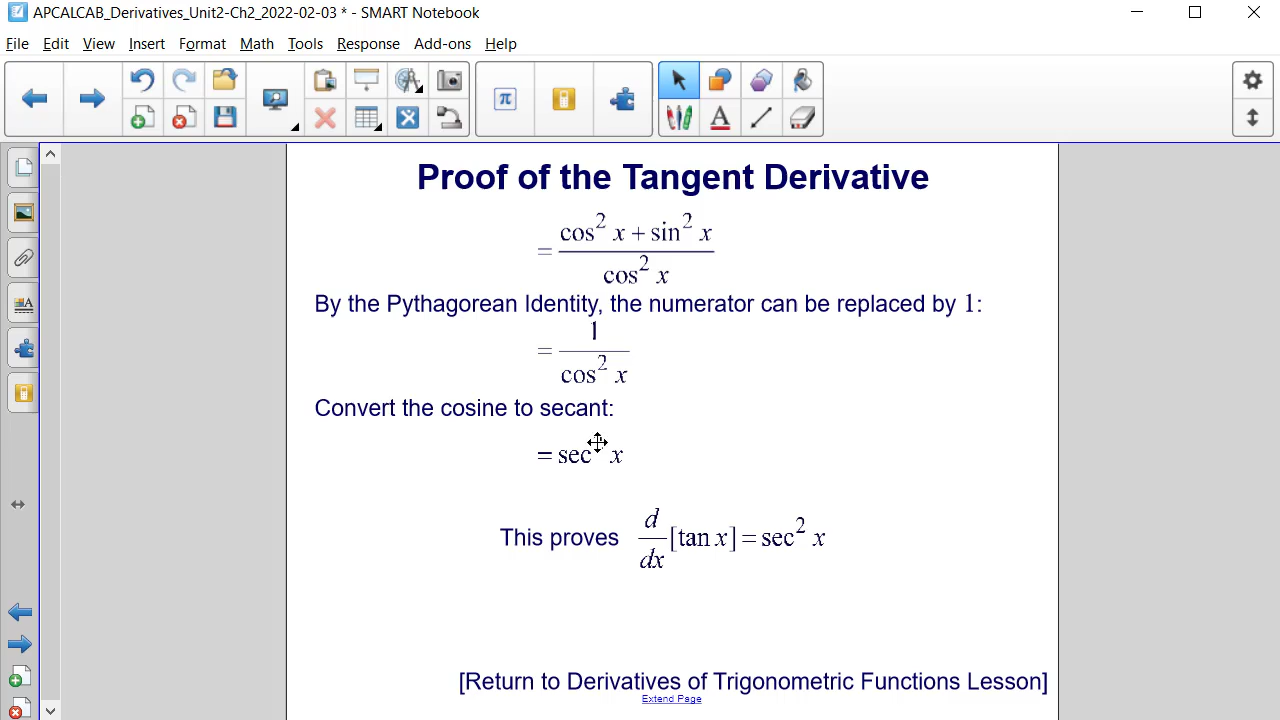 APCALCAB_Derivatives_Unit2-Ch2_2022-02-03 * - SMART Notebook
File Edit View Insert Format Math Tools Response Add-ons Help
Proof of the Tangent Derivative
= (cos² x + sin² x) / (cos² x)
By the Pythagorean Identity, the numerator can be replaced by 1:
= 1 / (cos² x)
Convert the cosine to secant:
= sec x
This proves d/dx [tan x] = sec² x
[Return to Derivatives of Trigonometric Functions Lesson]
Extend Page